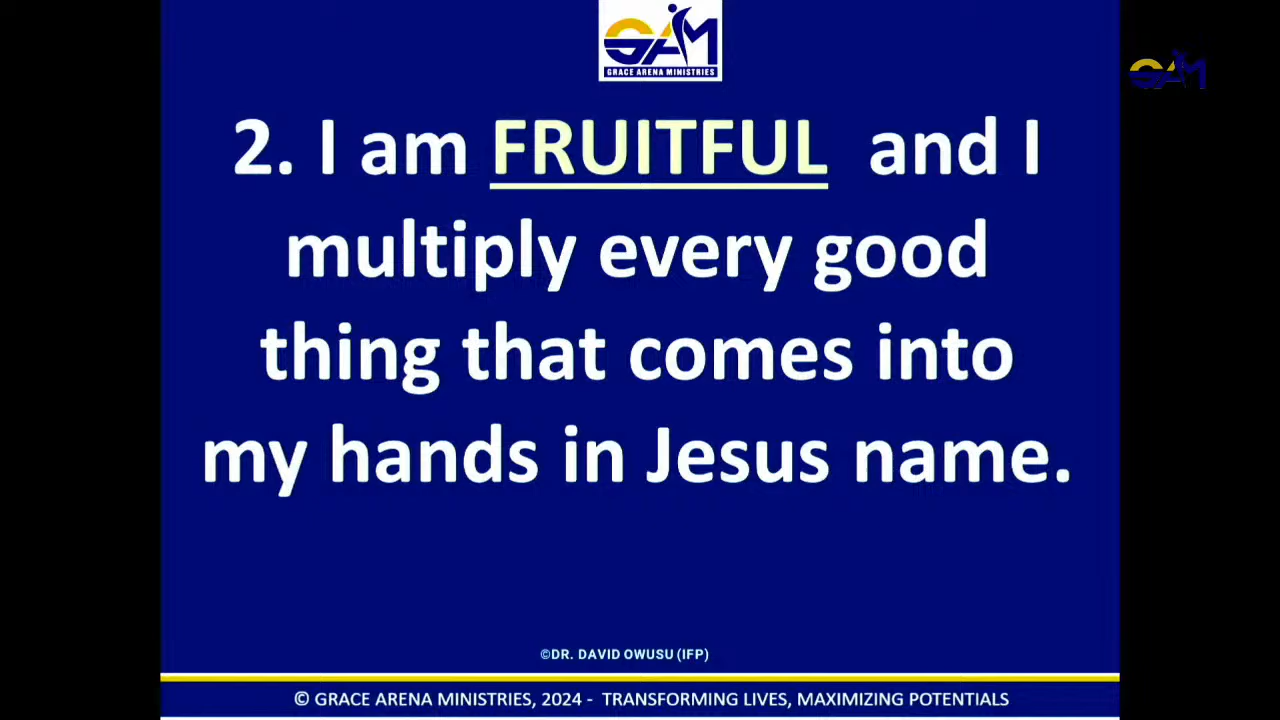 GAM
GRACE ARENA MINISTRIES
GAM
2. I am FRUITFUL and I
multiply every good
thing that comes into
my hands in Jesus name.
©DR. DAVID OWUSU (IFP)
© GRACE ARENA MINISTRIES, 2024 - TRANSFORMING LIVES, MAXIMIZING POTENTIALS